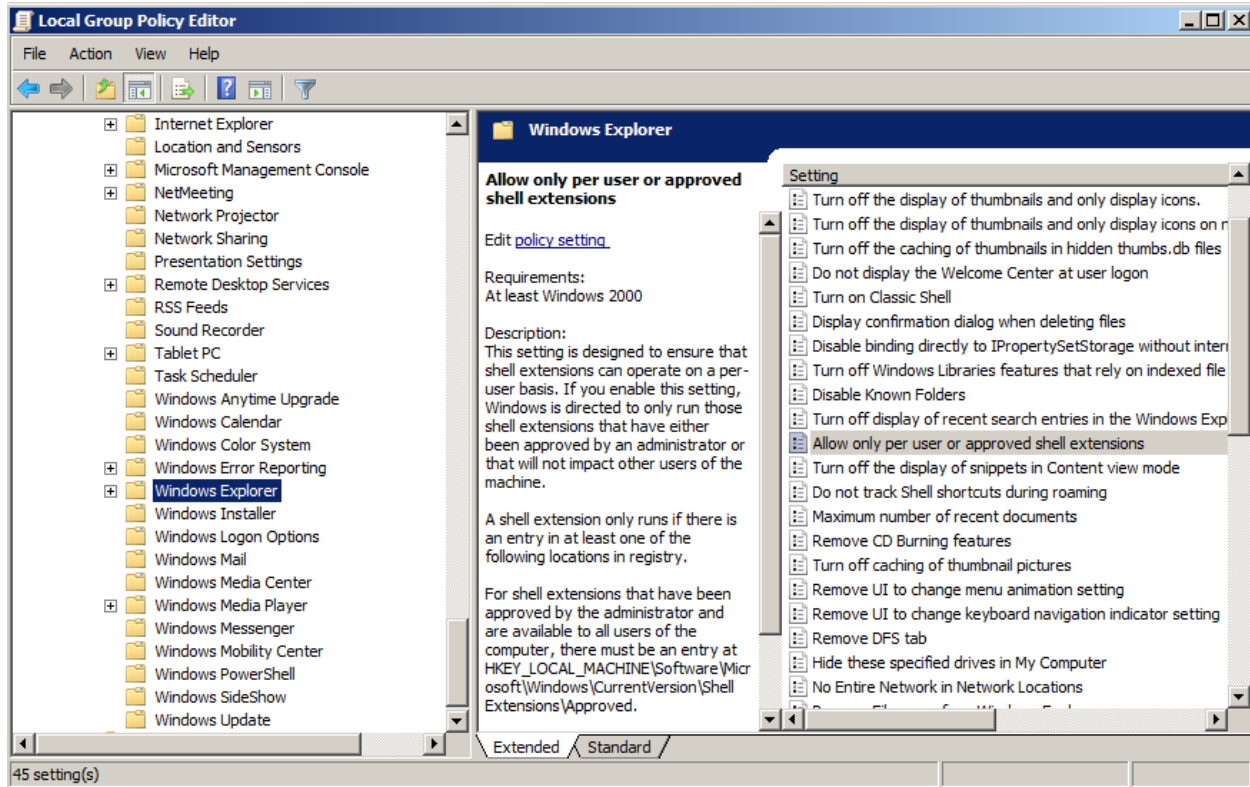 Local Group Policy Editor
File Action View Help
Internet Explorer
Location and Sensors
Microsoft Management Console
NetMeeting
Network Projector
Network Sharing
Presentation Settings
Remote Desktop Services
RSS Feeds
Sound Recorder
Tablet PC
Task Scheduler
Windows Anytime Upgrade
Windows Calendar
Windows Color System
Windows Error Reporting
Windows Explorer
Windows Installer
Windows Logon Options
Windows Mail
Windows Media Center
Windows Media Player
Windows Messenger
Windows Mobility Center
Windows PowerShell
Windows SideShow
Windows Update
Windows Explorer
Allow only per user or approved
shell extensions
Edit policy setting
Requirements:
At least Windows 2000
Description:
This setting is designed to ensure that
shell extensions can operate on a per-
user basis. If you enable this setting,
Windows is directed to only run those
shell extensions that have either
been approved by an administrator or
that will not impact other users of the
machine.
A shell extension only runs if there is
an entry in at least one of the
following locations in registry.
For shell extensions that have been
approved by the administrator and
are available to all users of the
computer, there must be an entry at
HKEY_LOCAL_MACHINE\Software\Micr
osoft\Windows\CurrentVersion\Shell
Extensions\Approved.
Setting
Turn off the display of thumbnails and only display icons.
Turn off the display of thumbnails and only display icons on
Turn off the caching of thumbnails in hidden thumbs.db files
Do not display the Welcome Center at user logon
Turn on Classic Shell
Display confirmation dialog when deleting files
Disable binding directly to IPropertySetStorage without
Turn off Windows Libraries features that rely on indexed file
Disable Known Folders
Turn off display of recent search entries in the Windows
Allow only per user or approved shell extensions
Turn off the display of snippets in Content view mode
Do not track Shell shortcuts during roaming
Maximum number of recent documents
Remove CD Burning features
Turn off caching of thumbnail pictures
Remove UI to change menu animation setting
Remove UI to change keyboard navigation indicator setting
Remove DFS tab
Hide these specified drives in My Computer
No Entire Network in Network Locations
Extended Standard
45 setting(s)